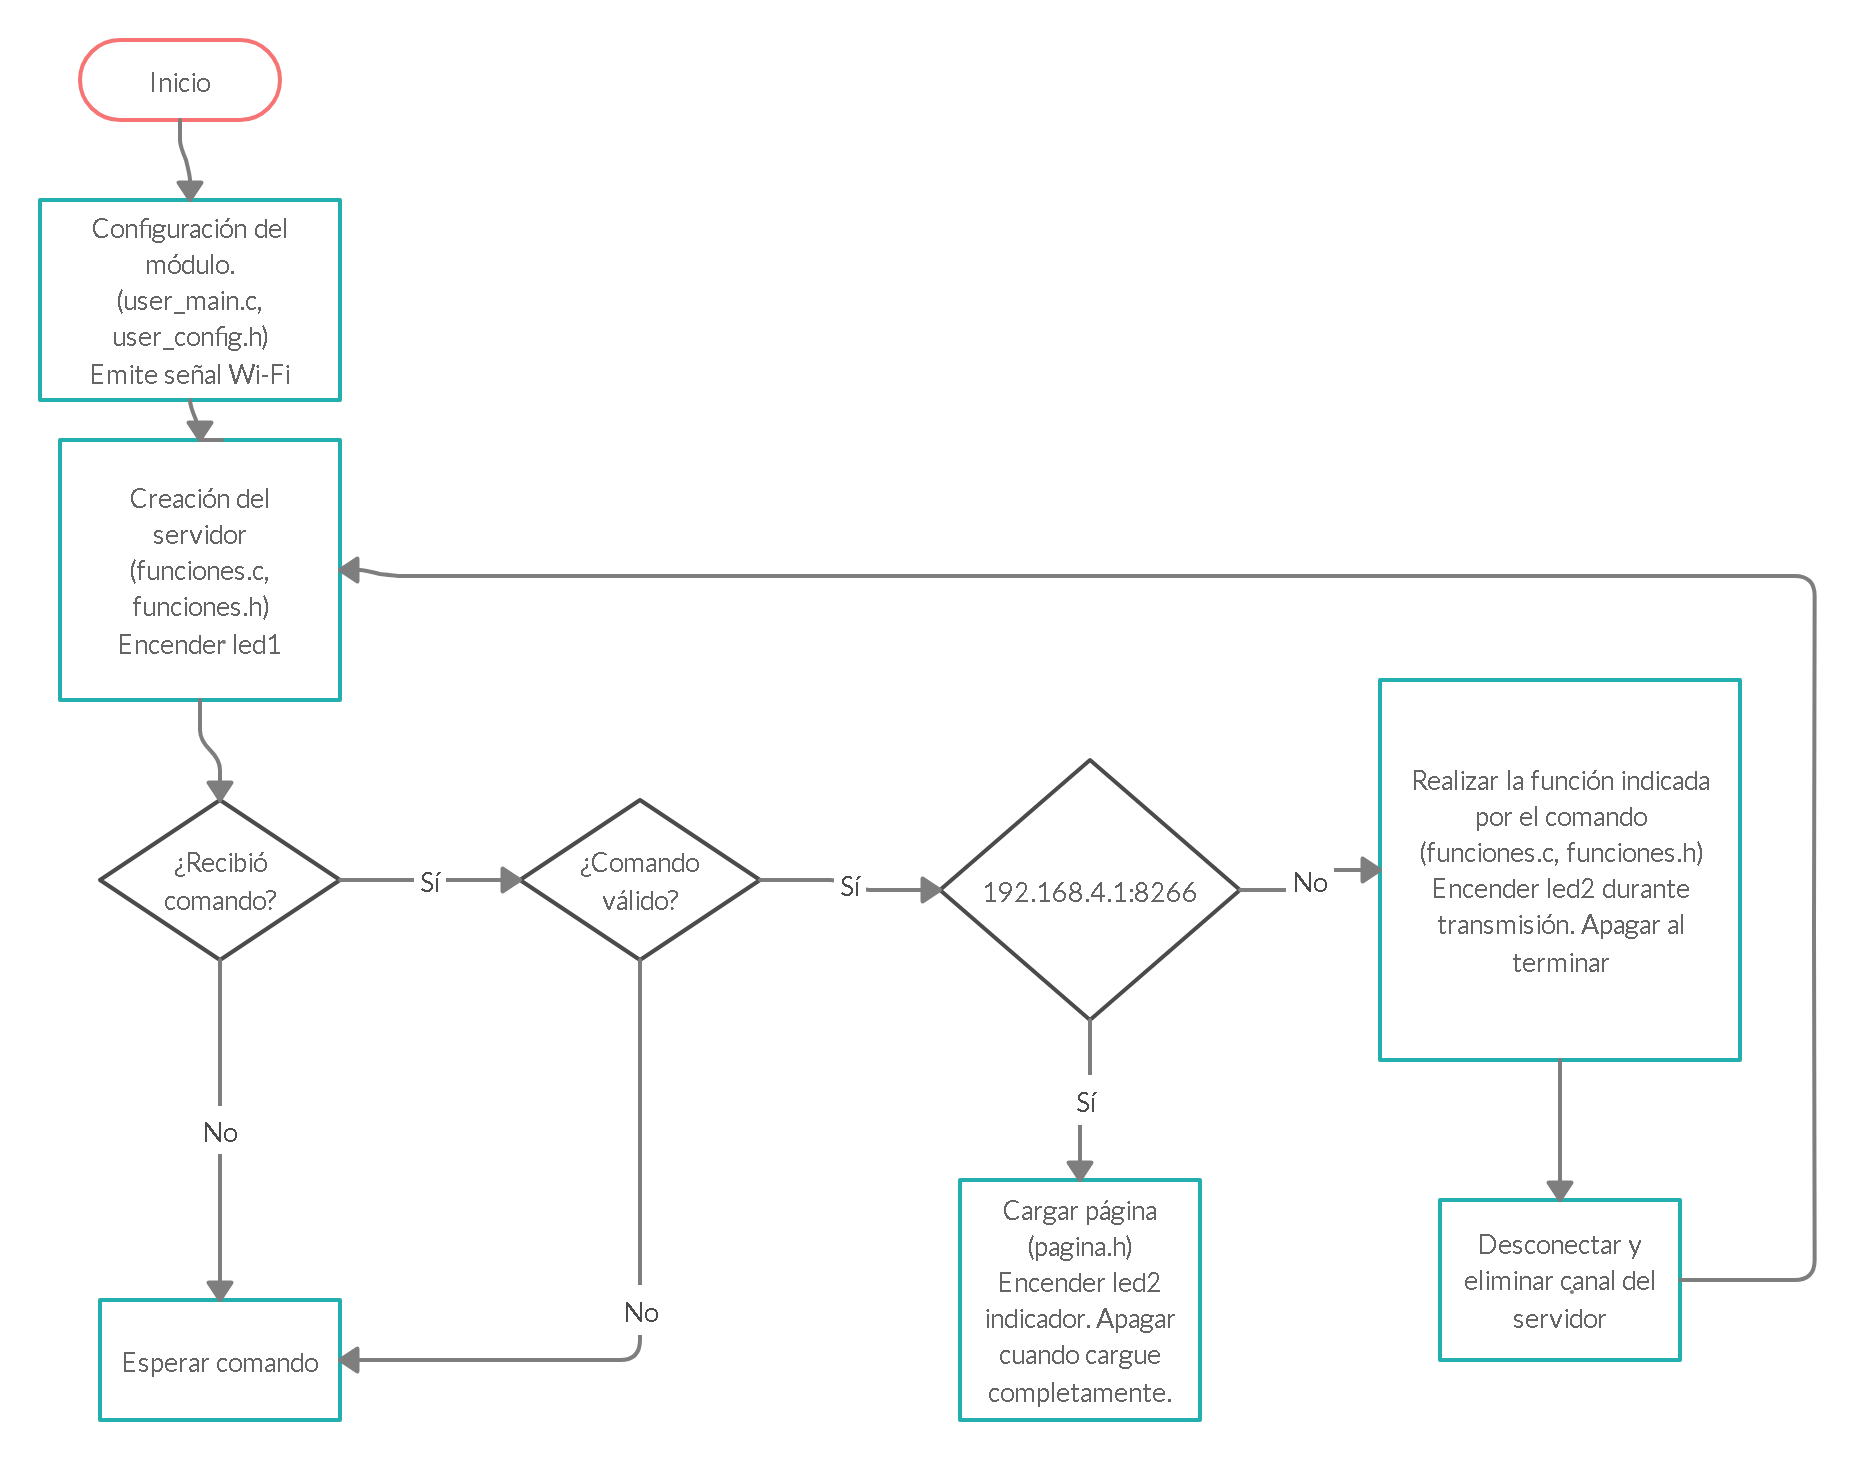 Inicio
Configuración del
módulo.
(user_main.c,
user_config.h)
Emite señal Wi-Fi
Creación del
servidor
(funciones.c,
funciones.h)
Encender led1
¿Recibió
comando?
Sí
¿Comando
válido?
Sí
192.168.4.1:8266
No
Realizar la función indicada
por el comando
(funciones.c, funciones.h)
Encender led2 durante
transmisión. Apagar al
terminar
No
Sí
Cargar página
(pagina.h)
Encender led2
indicador. Apagar
cuando cargue
completamente.
Desconectar y
eliminar canal del
servidor
No
Esperar comando